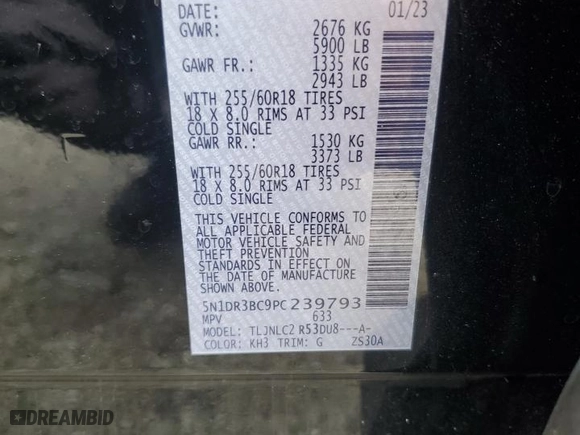 DATE: 01/23
GVWR: 2676 KG
5900 LB
GAWR FR.: 1335 KG
2943 LB
WITH 255/60R18 TIRES
18 X 8.0 RIMS AT 33 PSI
COLD SINGLE
GAWR RR.: 1530 KG
3373 LB
WITH 255/60R18 TIRES
18 X 8.0 RIMS AT 33 PSI
COLD SINGLE
THIS VEHICLE CONFORMS TO
ALL APPLICABLE FEDERAL
MOTOR VEHICLE SAFETY AND
THEFT PREVENTION
STANDARDS IN EFFECT ON
THE DATE OF MANUFACTURE
SHOWN ABOVE.
5N1DR3BC9PC239793
MPV 633
MODEL: TLJNLC2 R53DU8---A-
COLOR: KH3 TRIM: G ZS30A
DREAMBID